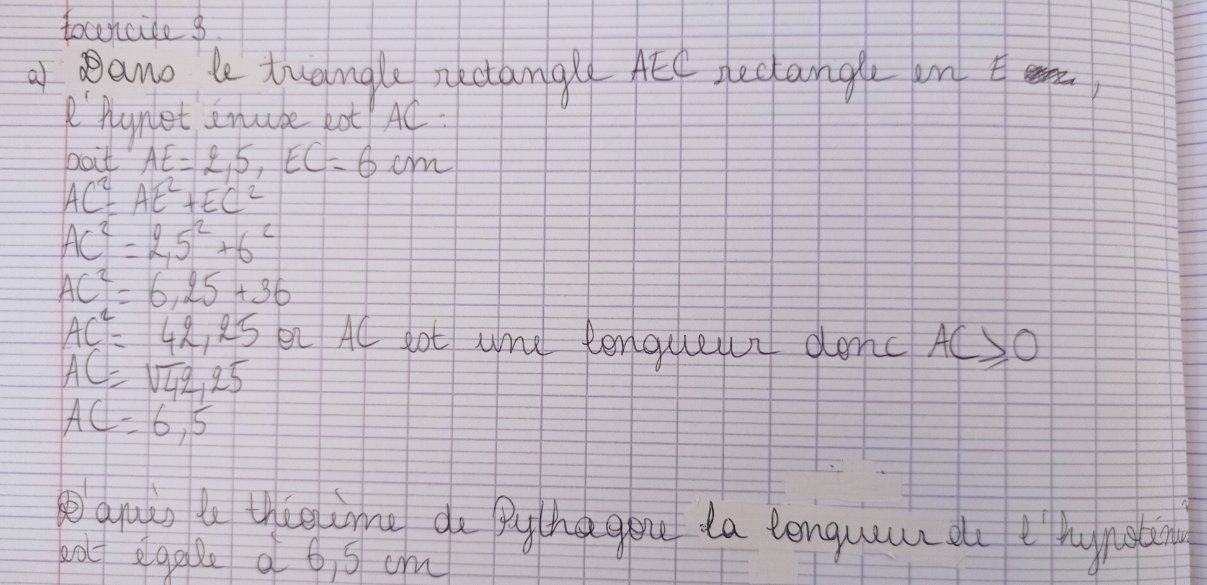 Exercice 3
a) Dans le triangle rectangle AEC rectangle en E ,
l'hypoténuse est AC :
soit AE = 2,5, EC = 6 cm
AC² = AE² + EC²
AC² = 2,5² + 6²
AC² = 6,25 + 36
AC² = 42,25 or AC est une longueur donc AC ⩾ 0
AC = √42,25
AC = 6,5
D'après le théorème de Pythagore la longueur de l'hypoténuse
est égale à 6,5 cm